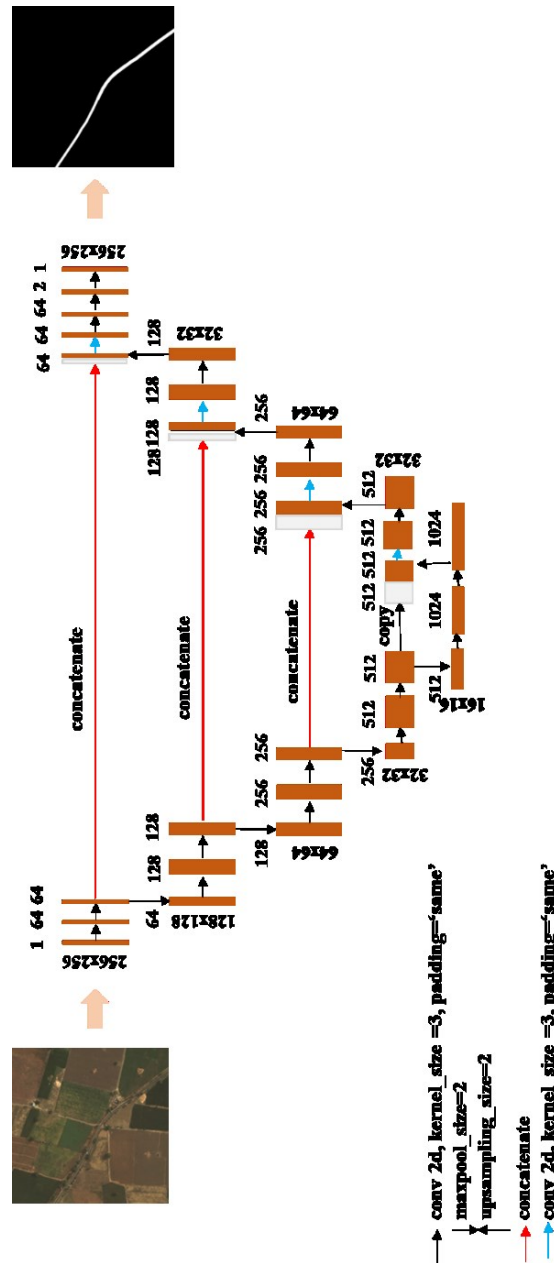 1 64 64
64 64 64 2 1
256x256
concatenate
256x256
64 128 128
128 128 128 128
128x128
concatenate
32x32
128 256 256
256 256 256 256
64x64
concatenate
64x64
256 512 512
copy
512 512 512 512
32x32
32x32
512 1024 1024
16x16
conv 2d, kernel_size =3, padding=‘same’
maxpool_size=2
upsampling_size=2
concatenate
conv 2d, kernel_size =3, padding=‘same’